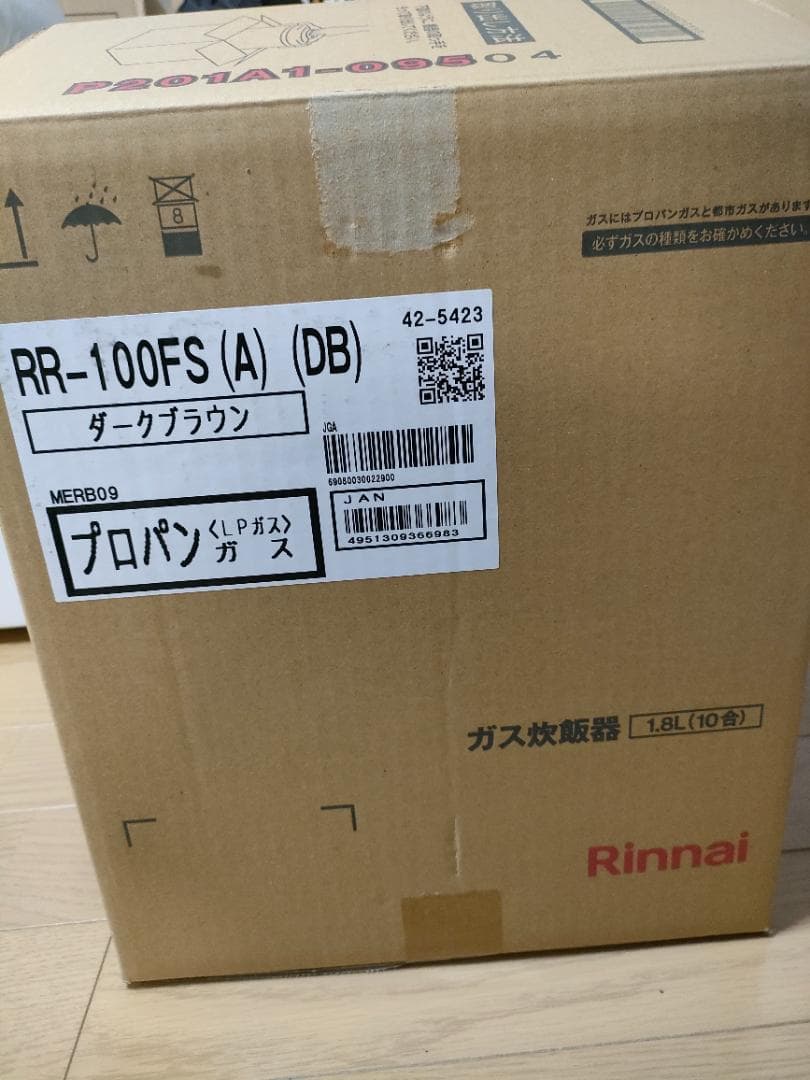 P201A1-09504
8
ガスにはプロパンガスと都市ガスがあります
必ずガスの種類をお確かめください。
42-5423
RR-100FS(A) (DB)
ダークブラウン
JGA
69080030022900
MERB09
JAN
4951309366983
プロパン〈LPガス〉ガス
ガス炊飯器 1.8L(10合)
Rinnai